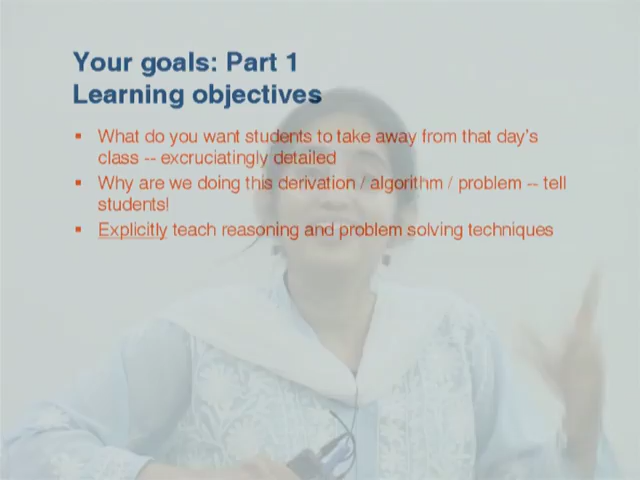 Your goals: Part 1
Learning objectives
▪ What do you want students to take away from that day's
class -- excruciatingly detailed
▪ Why are we doing this derivation / algorithm / problem -- tell
students!
▪ Explicitly teach reasoning and problem solving techniques